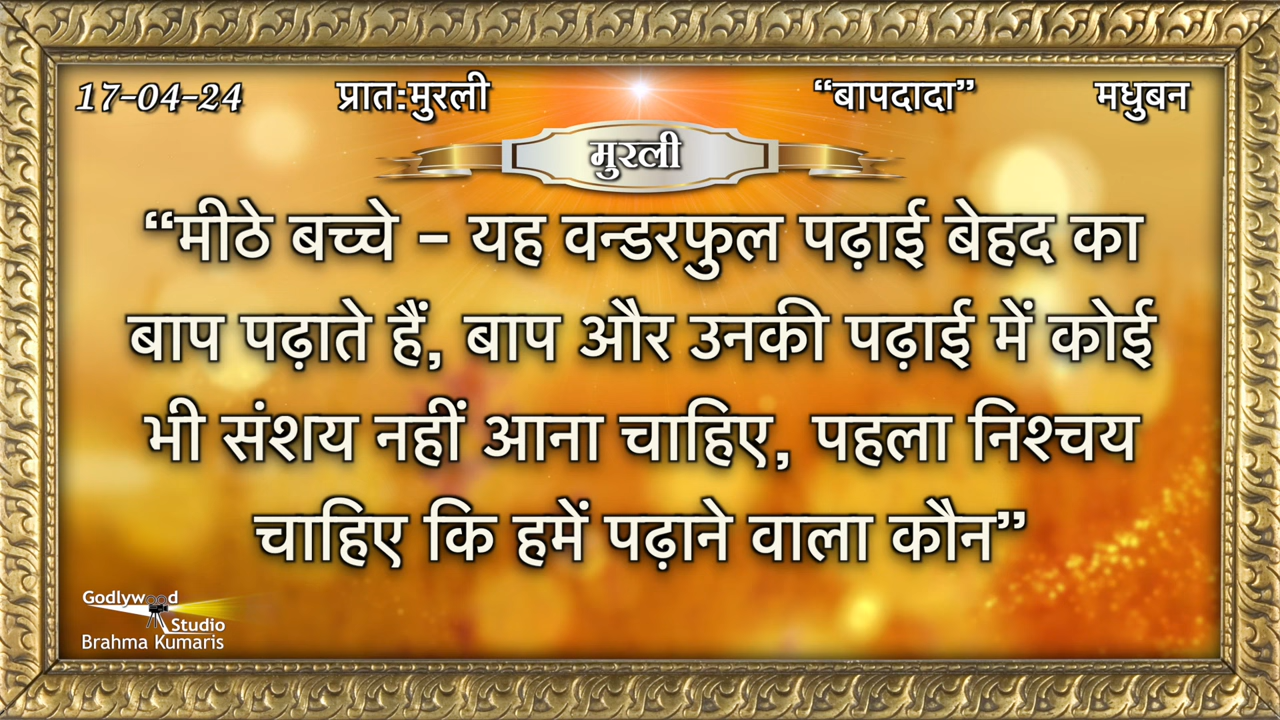 17-04-24 प्रात:मुरली “बापदादा” मधुबन
मुरली
“मीठे बच्चे - यह वन्डरफुल पढ़ाई बेहद का
बाप पढ़ाते हैं, बाप और उनकी पढ़ाई में कोई
भी संशय नहीं आना चाहिए, पहला निश्चय
चाहिए कि हमें पढ़ाने वाला कौन”
Godlywood
Studio
Brahma Kumaris